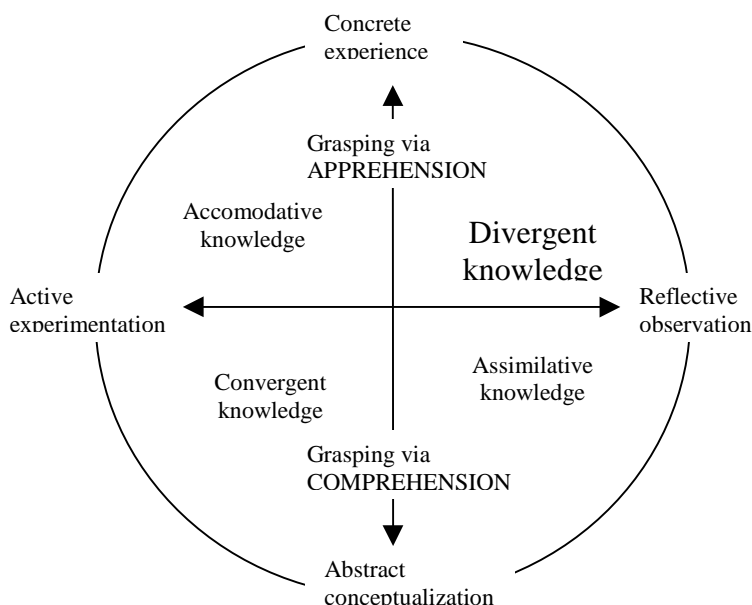 Concrete
experience
Grasping via
APPREHENSION
Accomodative
knowledge
Divergent
knowledge
Active
experimentation
Reflective
observation
Convergent
knowledge
Assimilative
knowledge
Grasping via
COMPREHENSION
Abstract
conceptualization